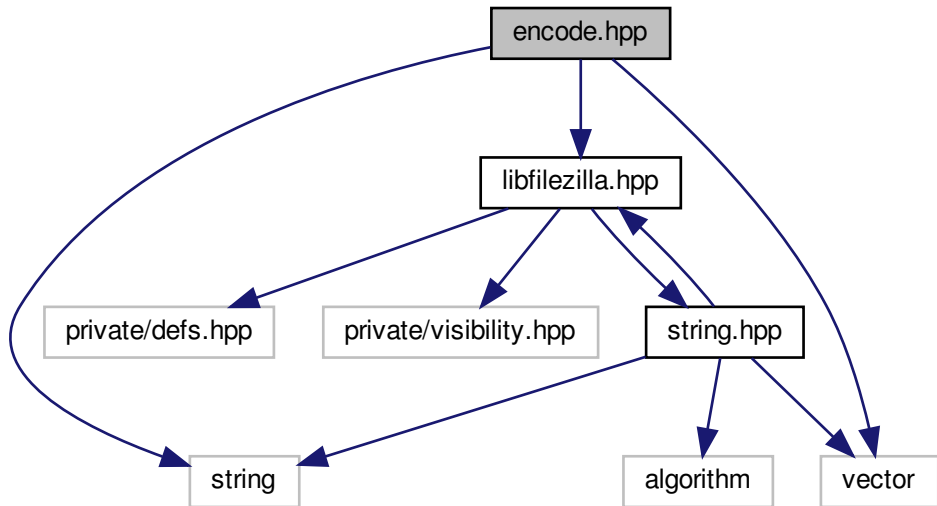 encode.hpp
libfilezilla.hpp
private/defs.hpp
private/visibility.hpp
string.hpp
string
algorithm
vector